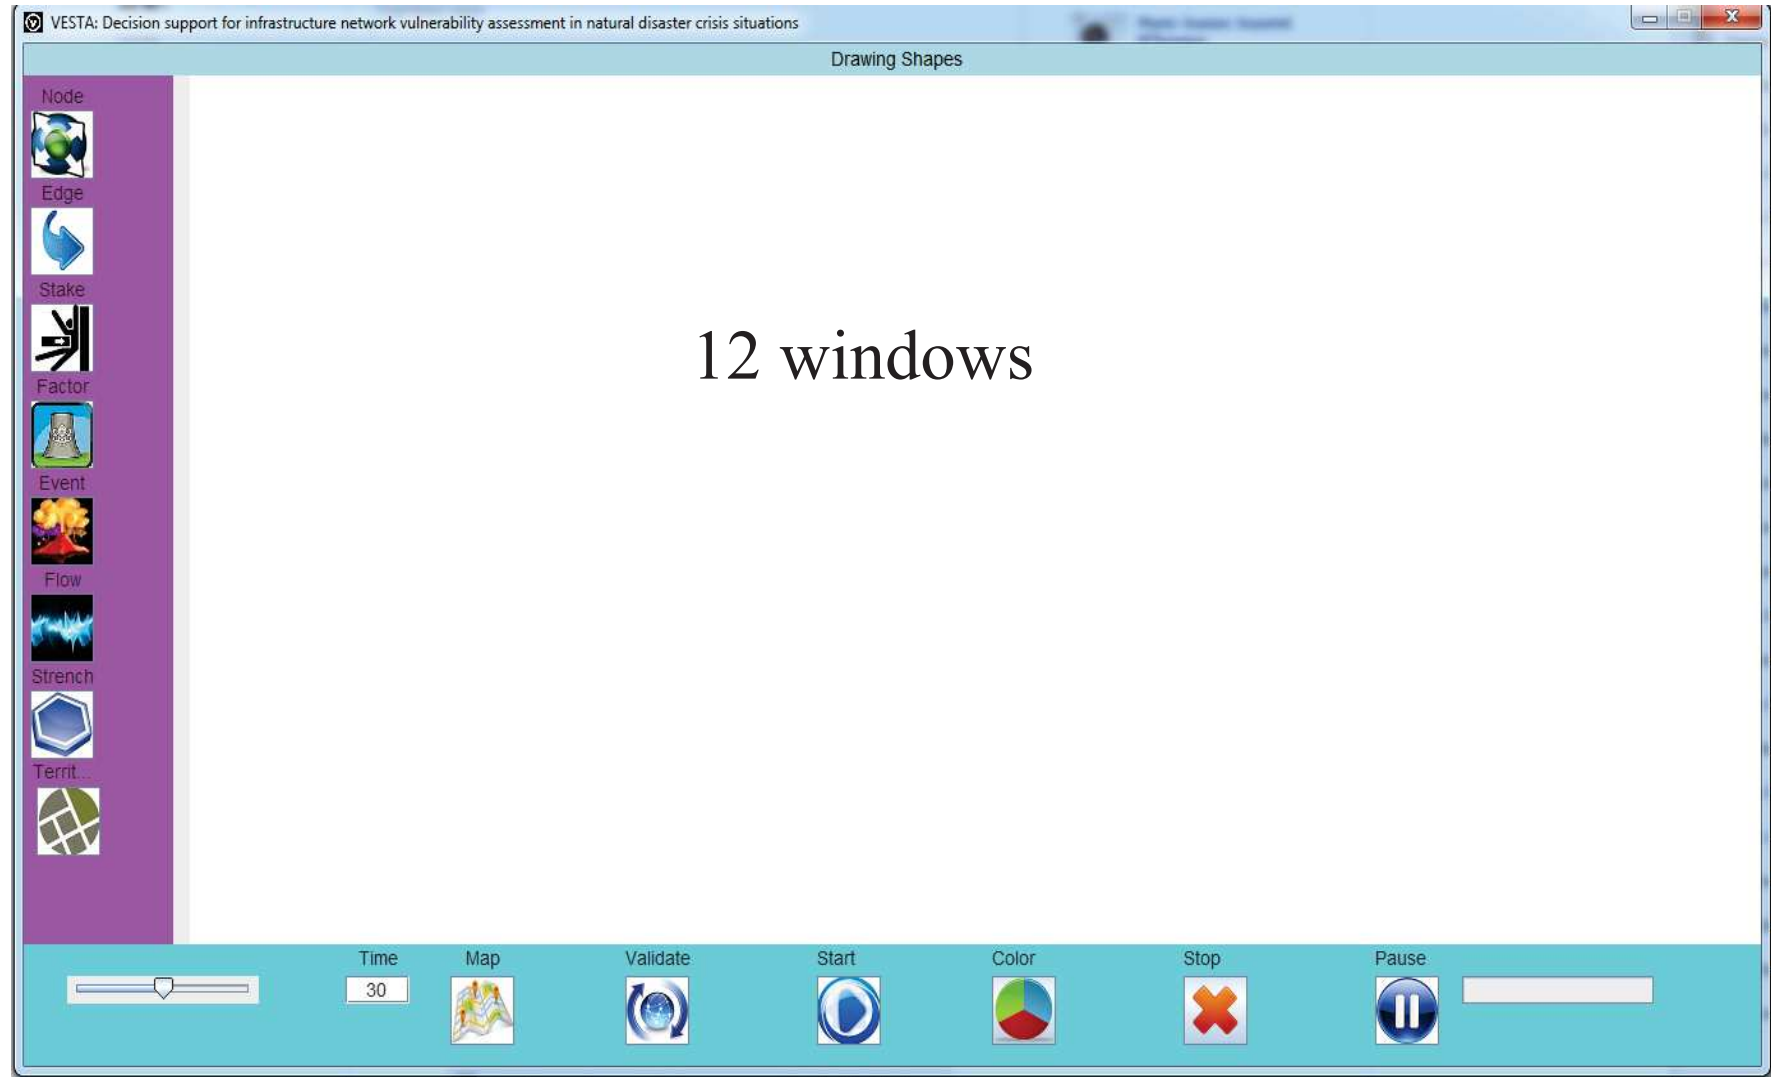 VESTA: Decision support for infrastructure network vulnerability assessment in natural disaster crisis situations
Drawing Shapes
Node
Edge
Stake
Factor
Event
Flow
Strench
Territ...
12 windows
Time Map Validate Start Color Stop Pause
30